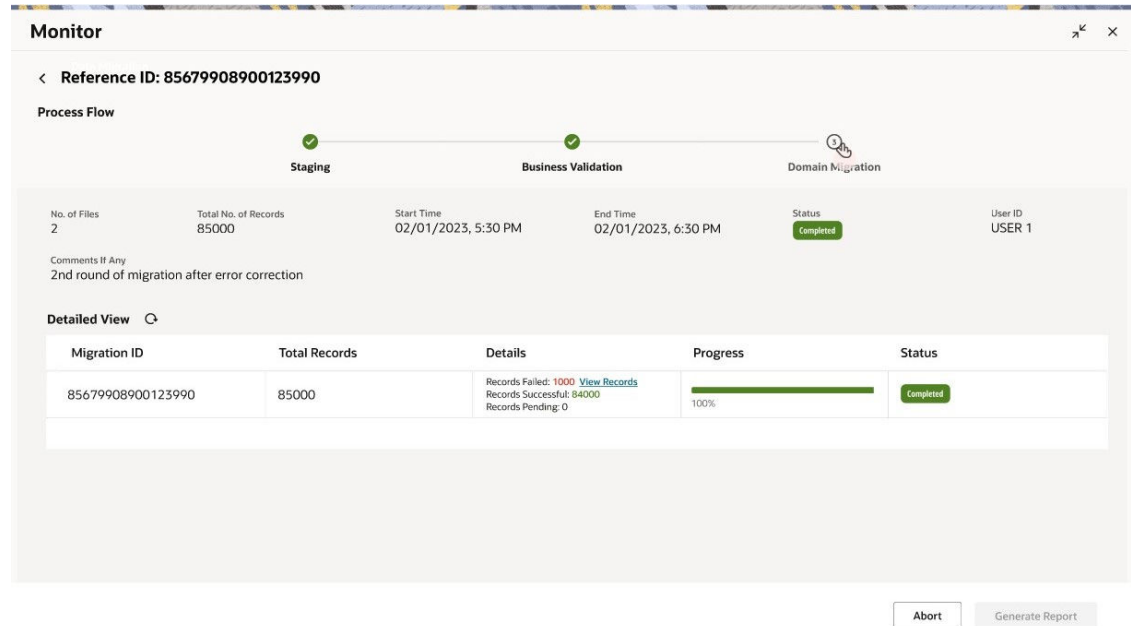 Monitor
Reference ID: 85679908900123990
Process Flow
3
Staging
Business Validation
Domain Migration
No. of Files
2
Total No. of Records
85000
Start Time
02/01/2023, 5:30 PM
End Time
02/01/2023, 6:30 PM
Status
Completed
User ID
USER 1
Comments If Any
2nd round of migration after error correction
Detailed View
Migration ID Total Records Details Progress Status
85679908900123990
85000
Records Failed: 1000 View Records
Records Successful: 84000
Records Pending: 0
100%
Completed
Abort
Generate Report